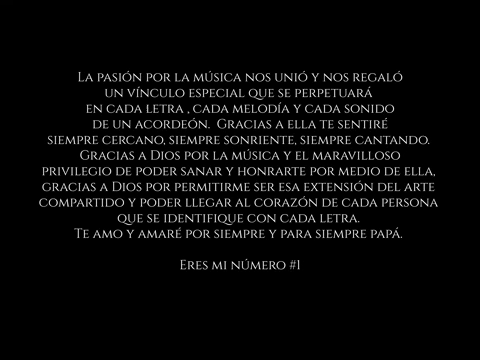 La pasión por la música nos unió y nos regaló
un vínculo especial que se perpetuará
en cada letra , cada melodía y cada sonido
de un acordeón. Gracias a ella te sentiré
siempre cercano, siempre sonriente, siempre cantando.
Gracias a Dios por la música y el maravilloso
privilegio de poder sanar y honrarte por medio de ella,
gracias a Dios por permitirme ser esa extensión del arte
compartido y poder llegar al corazón de cada persona
que se identifique con cada letra.
Te amo y amaré por siempre y para siempre papá.
Eres mi número #1